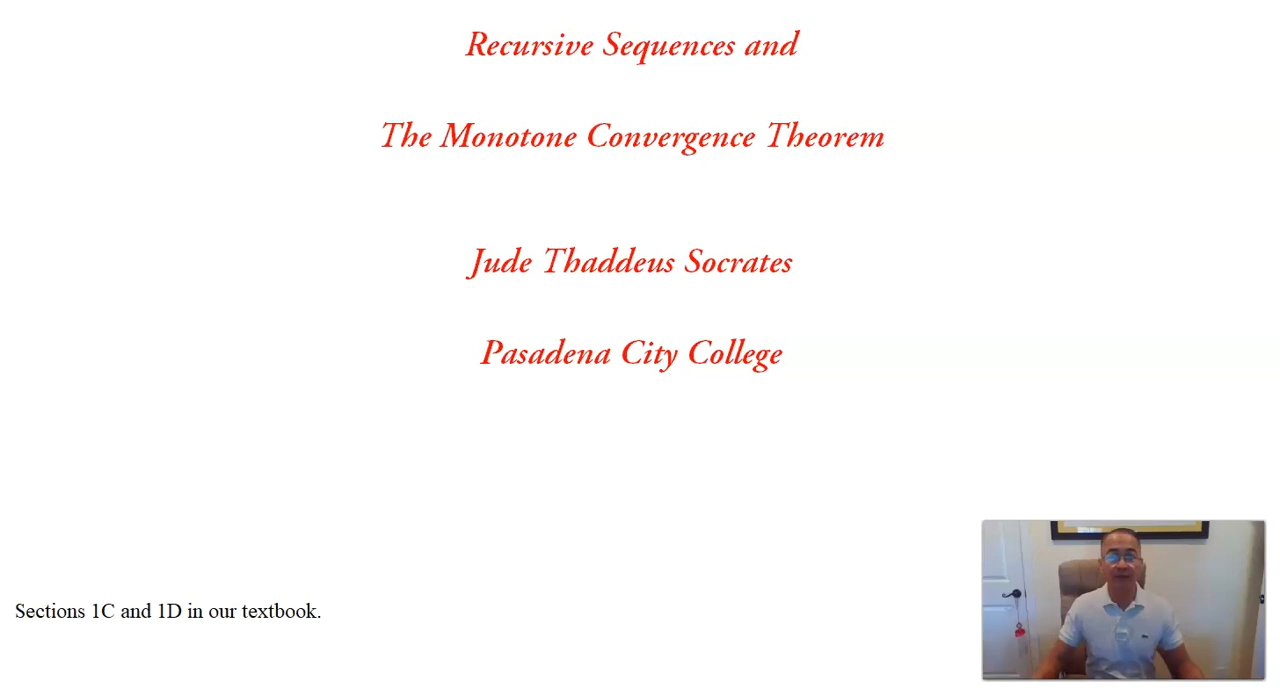 Recursive Sequences and
The Monotone Convergence Theorem
Jude Thaddeus Socrates
Pasadena City College
Sections 1C and 1D in our textbook.